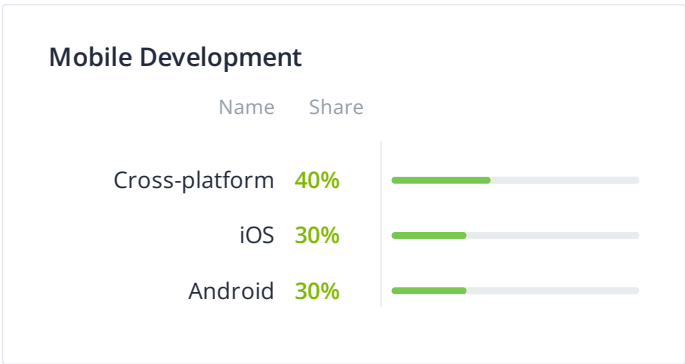 Mobile Development
Name Share
Cross-platform 40%
iOS 30%
Android 30%